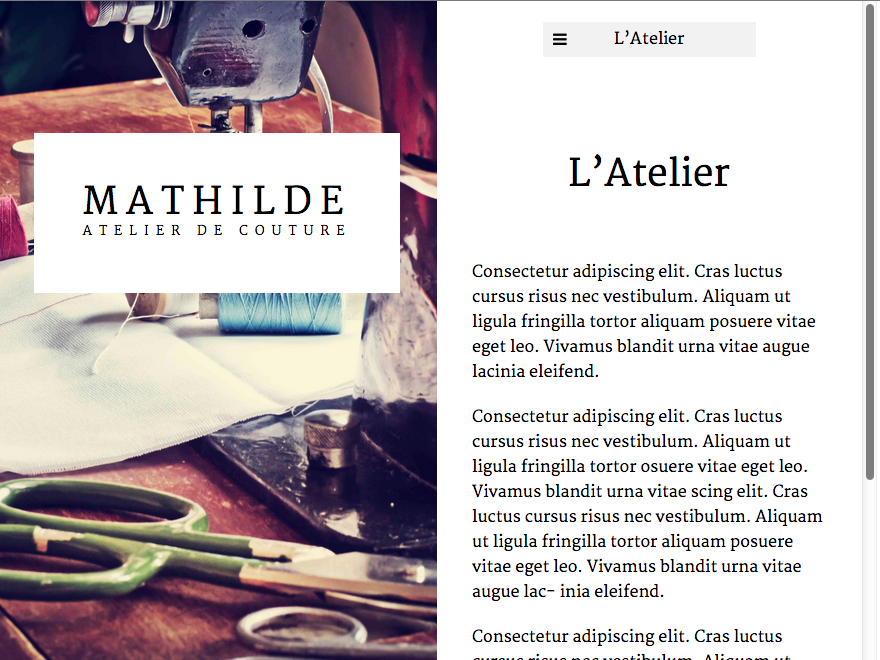 MATHILDE
ATELIER DE COUTURE
L’Atelier
L’Atelier
Consectetur adipiscing elit. Cras luctus
cursus risus nec vestibulum. Aliquam ut
ligula fringilla tortor aliquam posuere vitae
eget leo. Vivamus blandit urna vitae augue
lacinia eleifend.
Consectetur adipiscing elit. Cras luctus
cursus risus nec vestibulum. Aliquam ut
ligula fringilla tortor osuere vitae eget leo.
Vivamus blandit urna vitae scing elit. Cras
luctus cursus risus nec vestibulum. Aliquam
ut ligula fringilla tortor aliquam posuere
vitae eget leo. Vivamus blandit urna vitae
augue lac- inia eleifend.
Consectetur adipiscing elit. Cras luctus